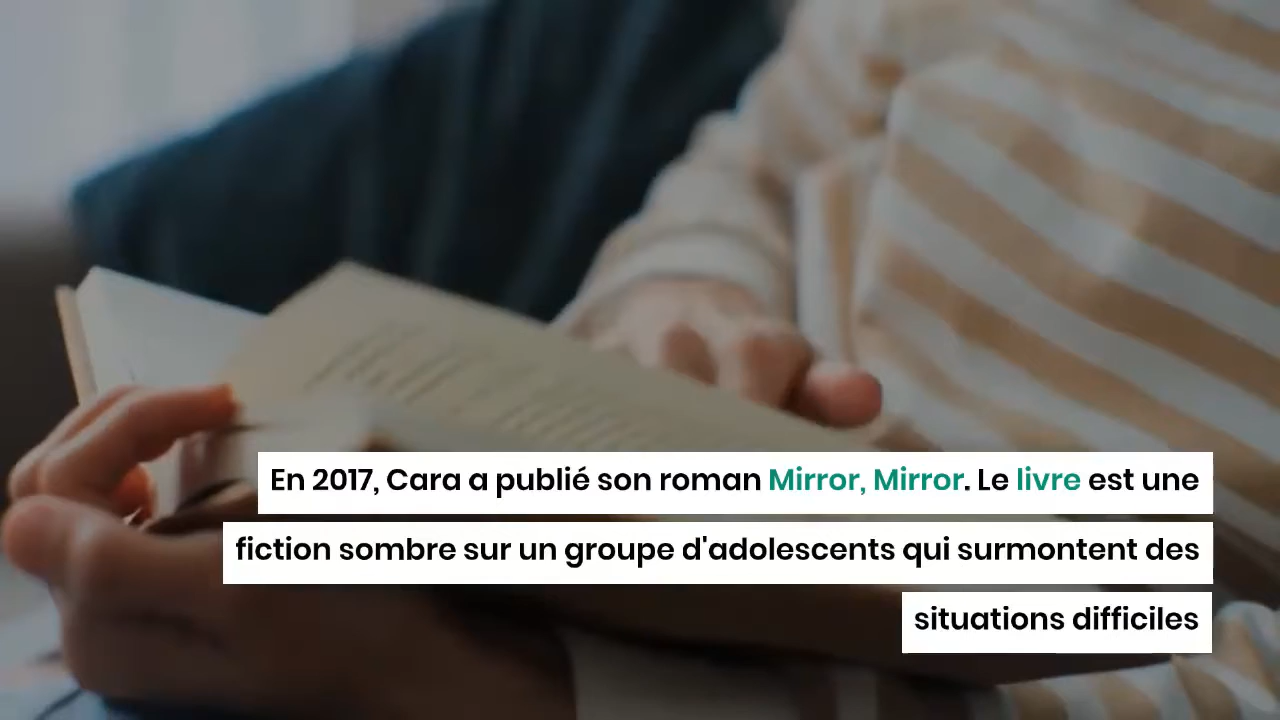 En 2017, Cara a publié son roman Mirror, Mirror. Le livre est une
fiction sombre sur un groupe d'adolescents qui surmontent des
situations difficiles